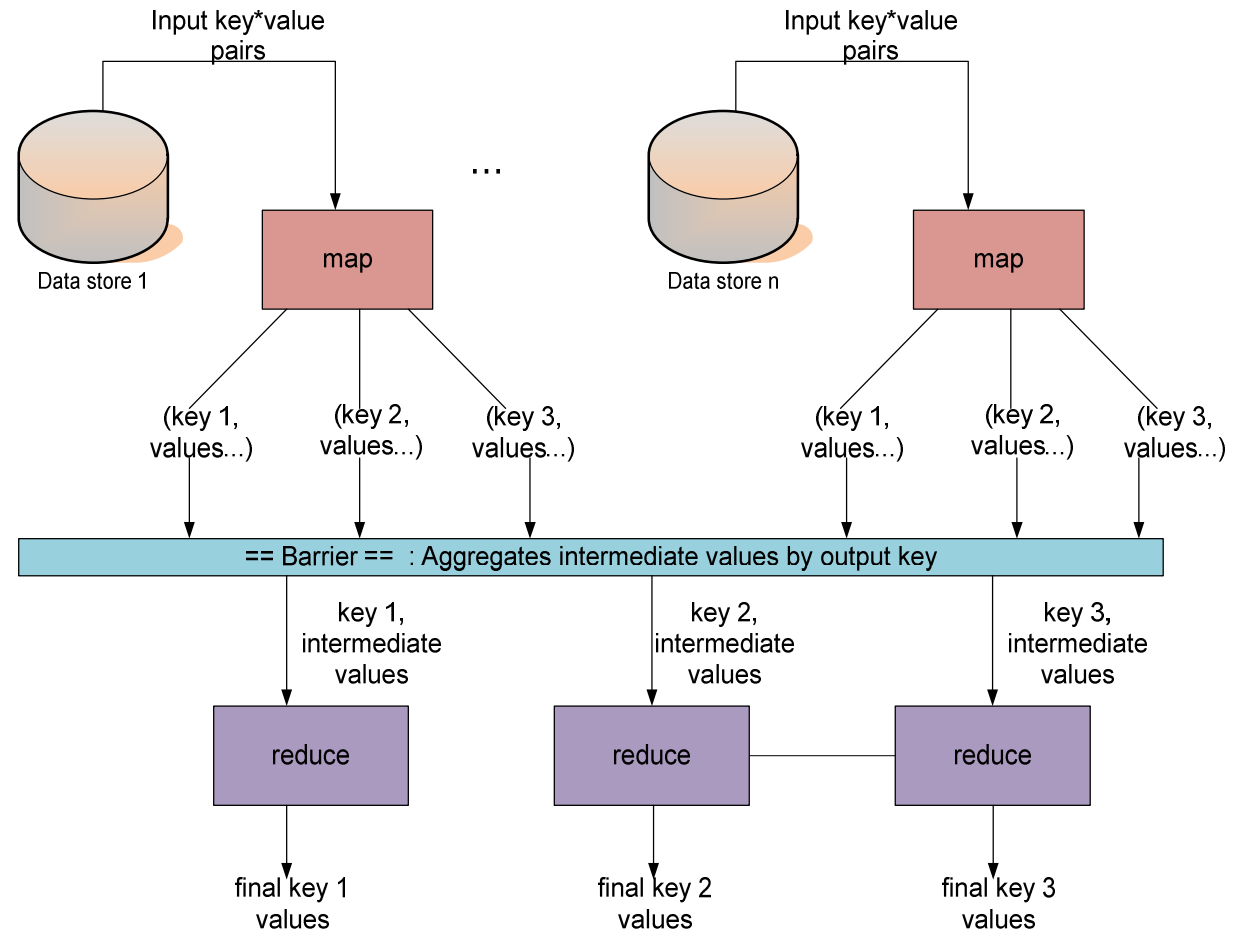 Input key*value
pairs
Input key*value
pairs
...
Data store 1
map
Data store n
map
(key 1,
values...)
(key 2,
values...)
(key 3,
values...)
(key 1,
values...)
(key 2,
values...)
(key 3,
values...)
== Barrier == : Aggregates intermediate values by output key
key 1,
intermediate
values
key 2,
intermediate
values
key 3,
intermediate
values
reduce
reduce
reduce
final key 1
values
final key 2
values
final key 3
values